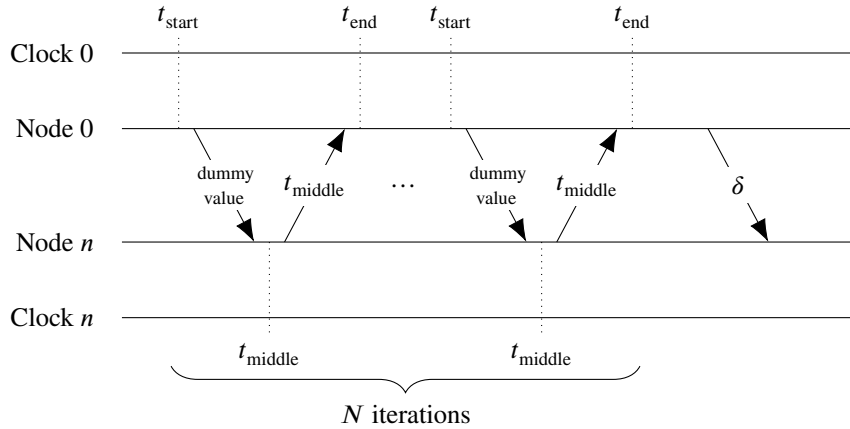 t_start t_end t_start t_end
Clock 0
Node 0
dummy value t_middle ... dummy value t_middle δ
Node n
Clock n
t_middle t_middle
N iterations